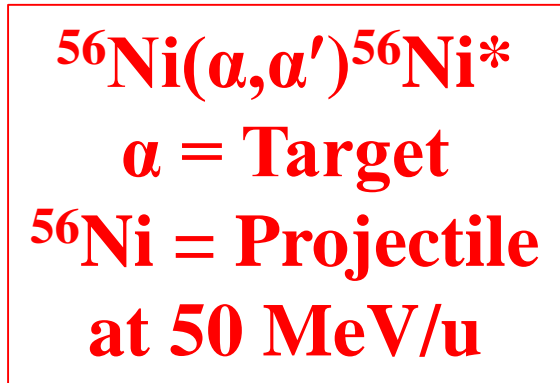 ⁵⁶Ni(α,α′)⁵⁶Ni*
α = Target
⁵⁶Ni = Projectile
at 50 MeV/u